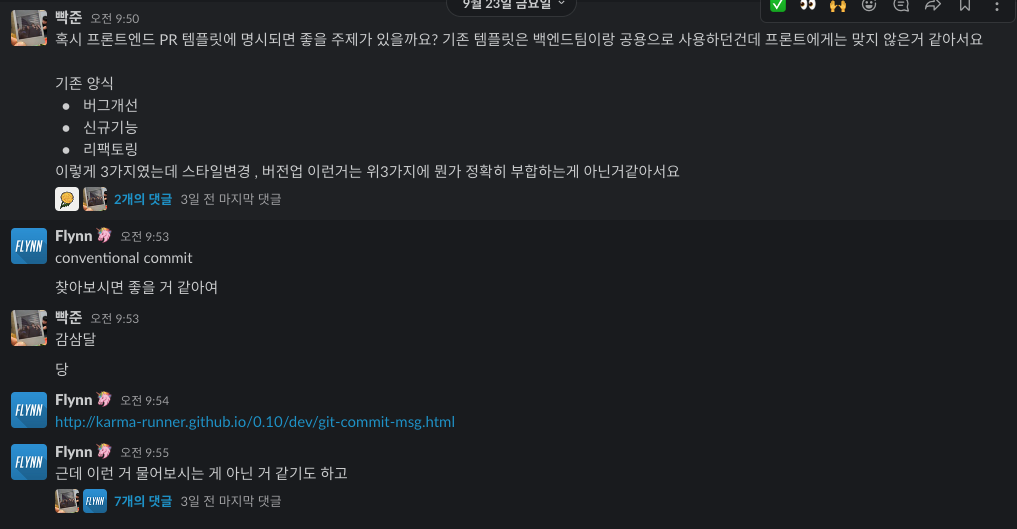 9월 23일 금요일
빡준 오전 9:50
혹시 프론트엔드 PR 템플릿에 명시되면 좋을 주제가 있을까요? 기존 템플릿은 백엔드팀이랑 공용으로 사용하던건데 프론트에게는 맞지 않은거 같아서요
기존 양식
• 버그개선
• 신규기능
• 리팩토링
이렇게 3가지였는데 스타일변경 , 버전업 이런거는 위3가지에 뭔가 정확히 부합하는게 아닌거같아서요
2개의 댓글 3일 전 마지막 댓글
FLYNN
Flynn 오전 9:53
conventional commit
찾아보시면 좋을 거 같아여
빡준 오전 9:53
감삼달
당
FLYNN
Flynn 오전 9:54
http://karma-runner.github.io/0.10/dev/git-commit-msg.html
FLYNN
Flynn 오전 9:55
근데 이런 거 물어보시는 게 아닌 거 같기도 하고
FLYNN 7개의 댓글 3일 전 마지막 댓글